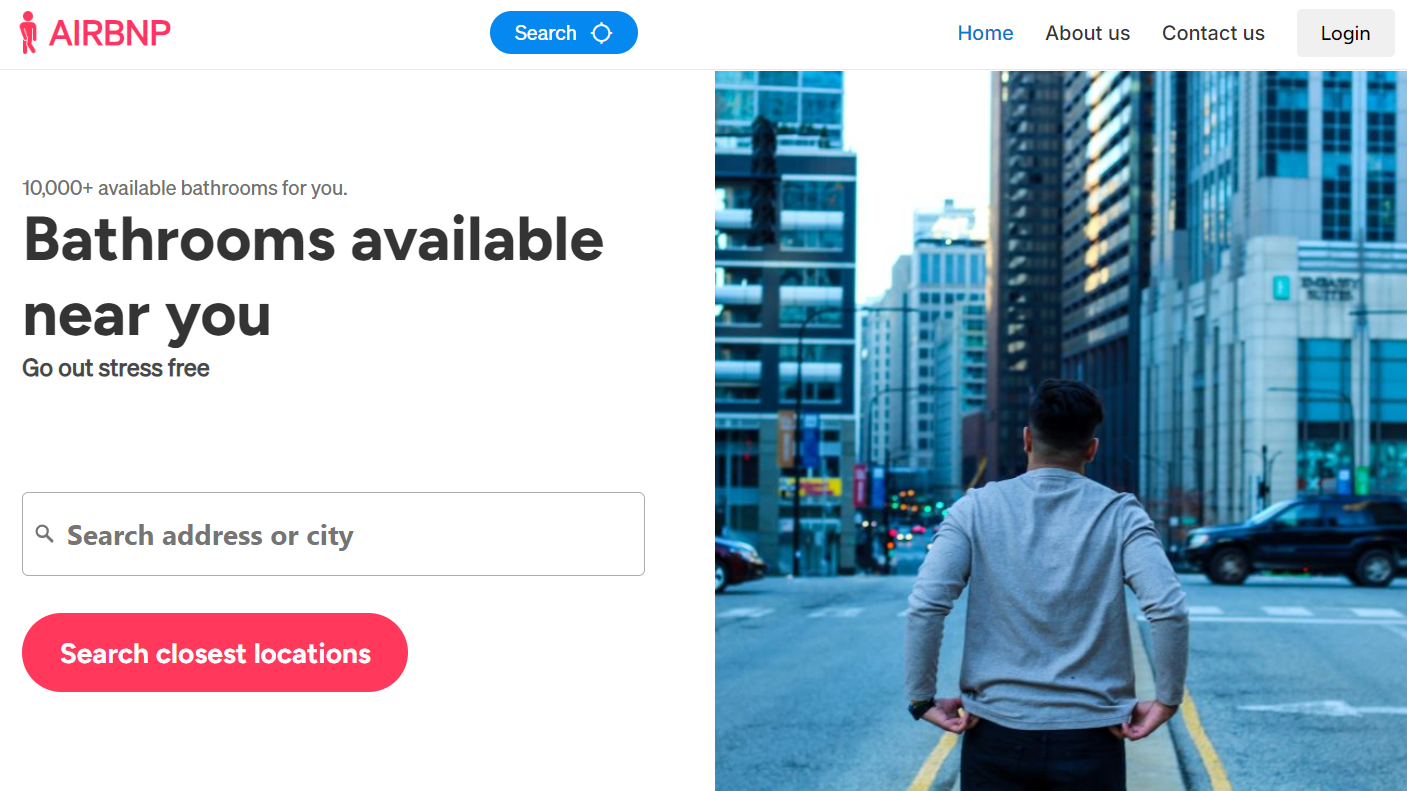 AIRBNP
Search
Home
About us
Contact us
Login
10,000+ available bathrooms for you.
Bathrooms available
near you
Go out stress free
Search address or city
Search closest locations
EMBASSY
SUITES